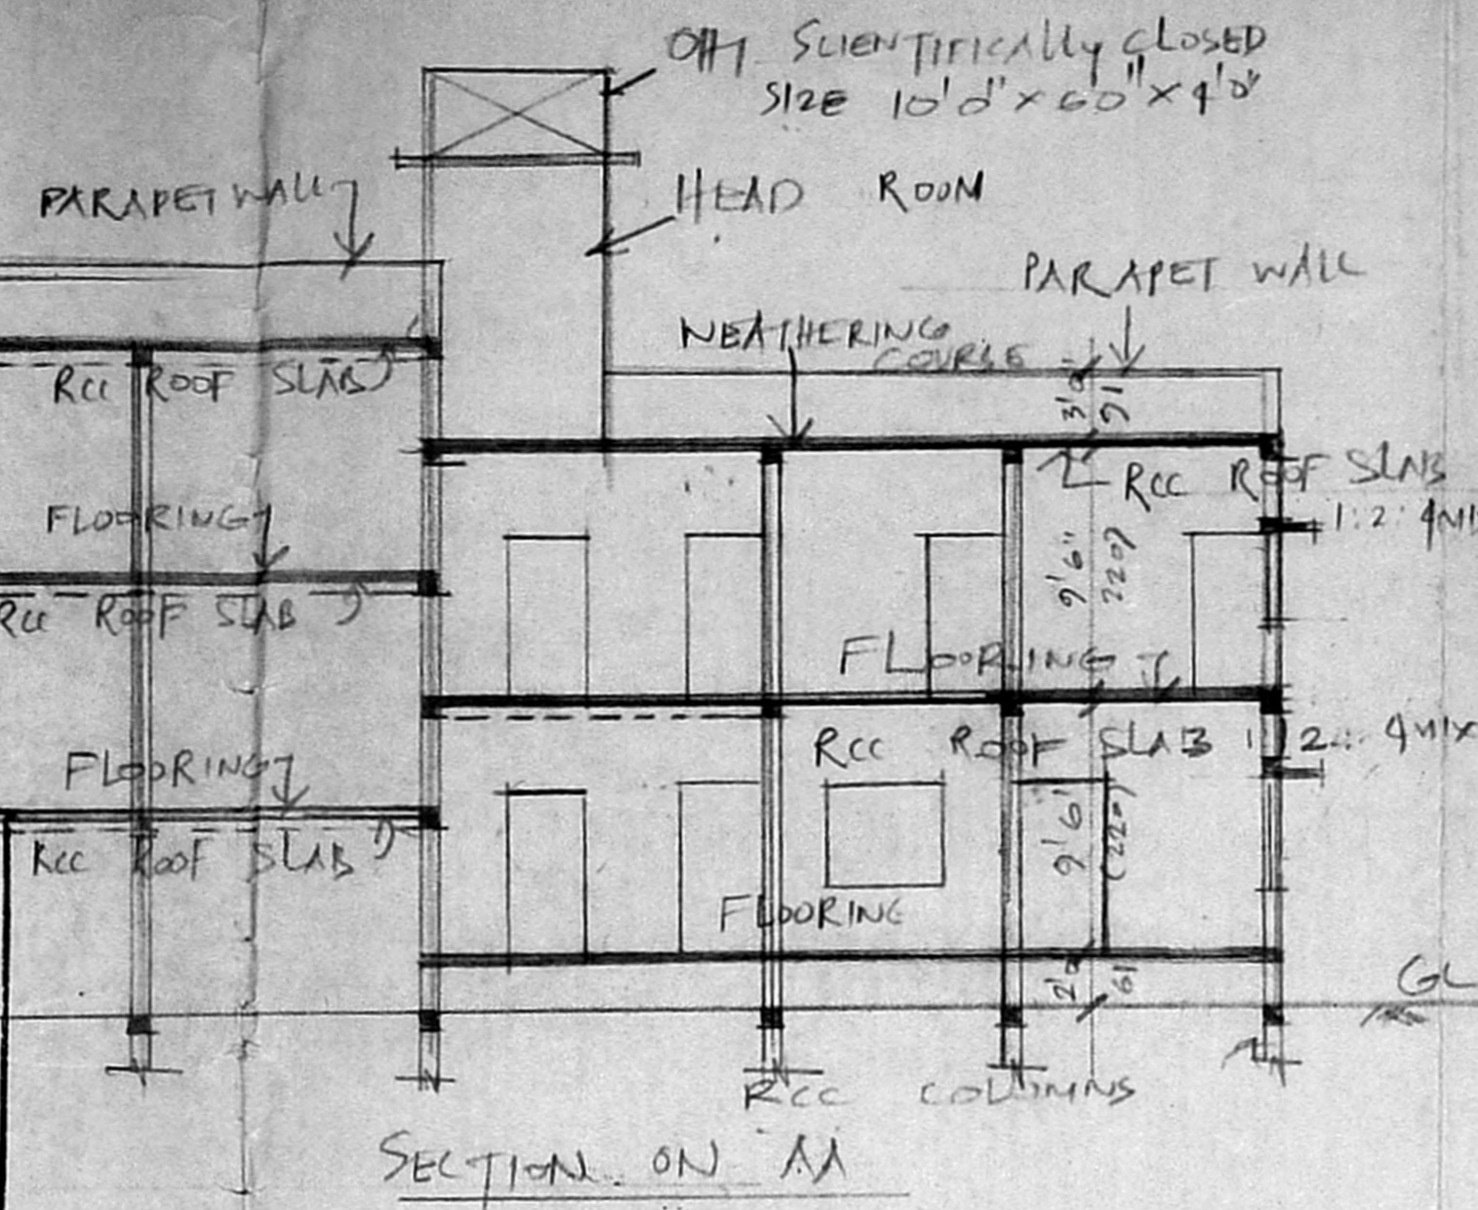 OHT SCIENTIFICALLY CLOSED
SIZE 10'0" X 6'0" X 4'0"
PARAPET WALL
HEAD ROOM
PARAPET WALL
WEATHERING
COURSE
3'0
91
RCC ROOF SLAB
RCC ROOF SLAB
1:2:4 MI
FLOORING
9'6"
220)
RCC ROOF SLAB
FLOORING
RCC ROOF SLAB 1:2:4 MIX
FLOORING
9'6"
(220)
RCC ROOF SLAB
FLOORING
2'0
61
GL
RCC COLUMNS
SECTION ON AA